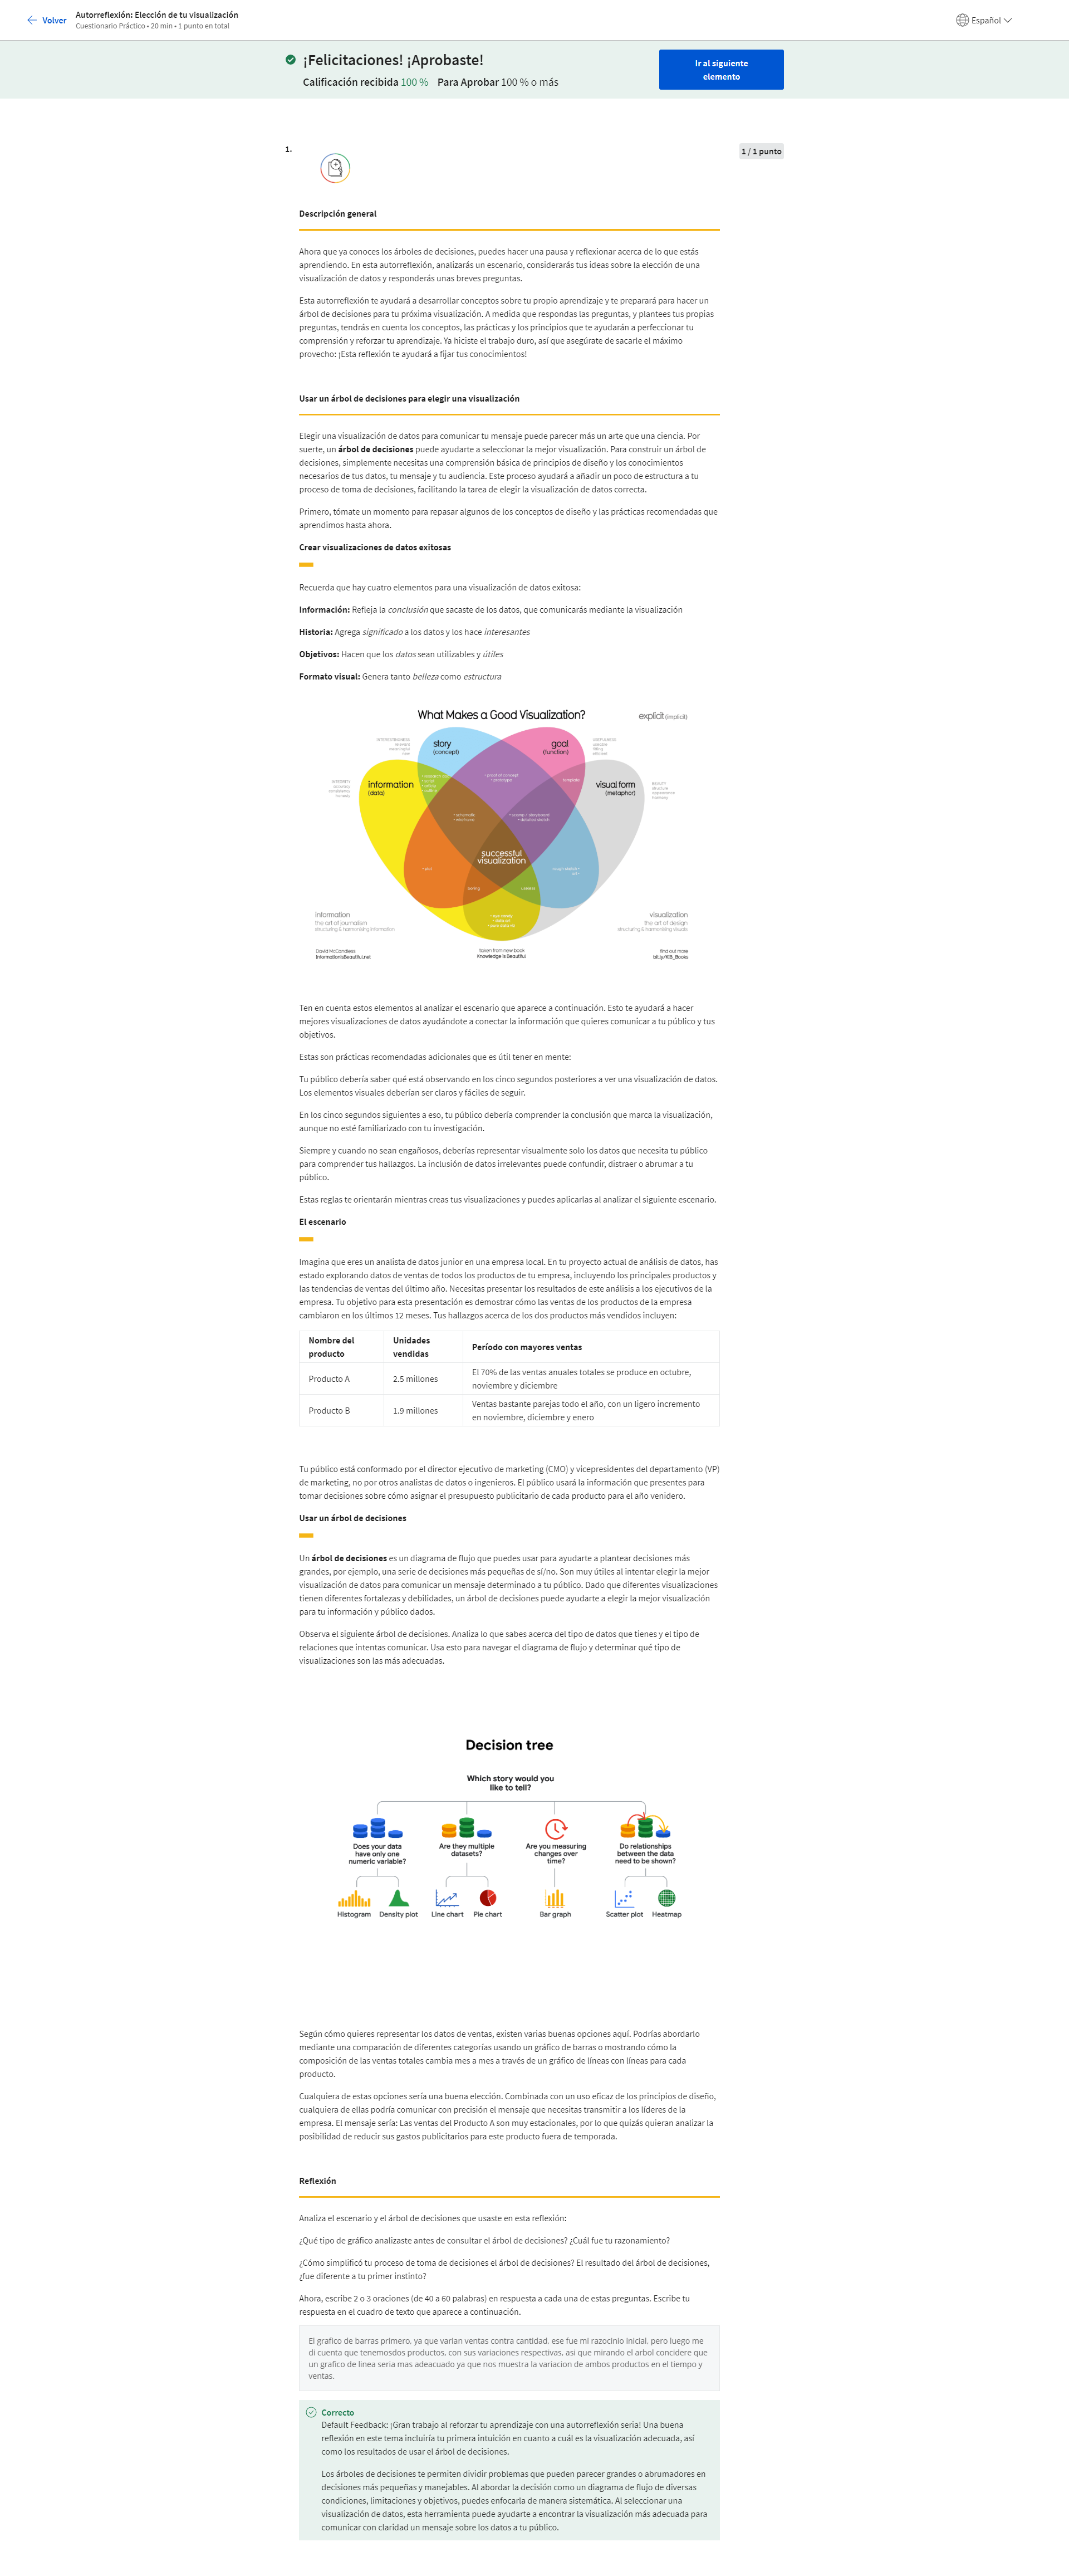 Volver
Autorreflexión: Elección de tu visualización
Cuestionario Práctico • 20 min • 1 punto en total
Español
¡Felicitaciones! ¡Aprobaste!
Calificación recibida 100 % Para Aprobar 100 % o más
Ir al siguiente
elemento
1.
1 / 1 punto
Descripción general
Ahora que ya conoces los árboles de decisiones, puedes hacer una pausa y reflexionar acerca de lo que estás
aprendiendo. En esta autorreflexión, analizarás un escenario, considerarás tus ideas sobre la elección de una
visualización de datos y responderás unas breves preguntas.
Esta autorreflexión te ayudará a desarrollar conceptos sobre tu propio aprendizaje y te preparará para hacer un
árbol de decisiones para tu próxima visualización. A medida que respondas las preguntas, y plantees tus propias
preguntas, tendrás en cuenta los conceptos, las prácticas y los principios que te ayudarán a perfeccionar tu
comprensión y reforzar tu aprendizaje. Ya hiciste el trabajo duro, así que asegúrate de sacarle el máximo
provecho: ¡Esta reflexión te ayudará a fijar tus conocimientos!
Usar un árbol de decisiones para elegir una visualización
Elegir una visualización de datos para comunicar tu mensaje puede parecer más un arte que una ciencia. Por
suerte, un árbol de decisiones puede ayudarte a seleccionar la mejor visualización. Para construir un árbol de
decisiones, simplemente necesitas una comprensión básica de principios de diseño y los conocimientos
necesarios de tus datos, tu mensaje y tu audiencia. Este proceso ayudará a añadir un poco de estructura a tu
proceso de toma de decisiones, facilitando la tarea de elegir la visualización de datos correcta.
Primero, tómate un momento para repasar algunos de los conceptos de diseño y las prácticas recomendadas que
aprendimos hasta ahora.
Crear visualizaciones de datos exitosas
Recuerda que hay cuatro elementos para una visualización de datos exitosa:
Información: Refleja la conclusión que sacaste de los datos, que comunicarás mediante la visualización
Historia: Agrega significado a los datos y los hace interesantes
Objetivos: Hacen que los datos sean utilizables y útiles
Formato visual: Genera tanto belleza como estructura
What Makes a Good Visualization?
explicit (implicit)
story
(concept)
goal
(function)
information
(data)
visual form
(metaphor)
successful
visualization
information
the art of journalism
structuring & harmonising information
visualization
the art of design
structuring & harmonising visuals
David McCandless
InformationisBeautiful.net
taken from new book
Knowledge is Beautiful
find out more
bit.ly/KIB_Books
Ten en cuenta estos elementos al analizar el escenario que aparece a continuación. Esto te ayudará a hacer
mejores visualizaciones de datos ayudándote a conectar la información que quieres comunicar a tu público y tus
objetivos.
Estas son prácticas recomendadas adicionales que es útil tener en mente:
Tu público debería saber qué está observando en los cinco segundos posteriores a ver una visualización de datos.
Los elementos visuales deberían ser claros y fáciles de seguir.
En los cinco segundos siguientes a eso, tu público debería comprender la conclusión que marca la visualización,
aunque no esté familiarizado con tu investigación.
Siempre y cuando no sean engañosos, deberías representar visualmente solo los datos que necesita tu público
para comprender tus hallazgos. La inclusión de datos irrelevantes puede confundir, distraer o abrumar a tu
público.
Estas reglas te orientarán mientras creas tus visualizaciones y puedes aplicarlas al analizar el siguiente escenario.
El escenario
Imagina que eres un analista de datos junior en una empresa local. En tu proyecto actual de análisis de datos, has
estado explorando datos de ventas de todos los productos de tu empresa, incluyendo los principales productos y
las tendencias de ventas del último año. Necesitas presentar los resultados de este análisis a los ejecutivos de la
empresa. Tu objetivo para esta presentación es demostrar cómo las ventas de los productos de la empresa
cambiaron en los últimos 12 meses. Tus hallazgos acerca de los dos productos más vendidos incluyen:
Nombre del
producto
Unidades
vendidas
Período con mayores ventas
Producto A
2.5 millones
El 70% de las ventas anuales totales se produce en octubre,
noviembre y diciembre
Producto B
1.9 millones
Ventas bastante parejas todo el año, con un ligero incremento
en noviembre, diciembre y enero
Tu público está conformado por el director ejecutivo de marketing (CMO) y vicepresidentes del departamento (VP)
de marketing, no por otros analistas de datos o ingenieros. El público usará la información que presentes para
tomar decisiones sobre cómo asignar el presupuesto publicitario de cada producto para el año venidero.
Usar un árbol de decisiones
Un árbol de decisiones es un diagrama de flujo que puedes usar para ayudarte a plantear decisiones más
grandes, por ejemplo, una serie de decisiones más pequeñas de sí/no. Son muy útiles al intentar elegir la mejor
visualización de datos para comunicar un mensaje determinado a tu público. Dado que diferentes visualizaciones
tienen diferentes fortalezas y debilidades, un árbol de decisiones puede ayudarte a elegir la mejor visualización
para tu información y público dados.
Observa el siguiente árbol de decisiones. Analiza lo que sabes acerca del tipo de datos que tienes y el tipo de
relaciones que intentas comunicar. Usa esto para navegar el diagrama de flujo y determinar qué tipo de
visualizaciones son las más adecuadas.
Decision tree
Which story would you
like to tell?
Does your data
have only one
numeric variable?
Are they multiple
datasets?
Are you measuring
changes over
time?
Do relationships
between the data
need to be shown?
Histogram
Density plot
Line chart
Pie chart
Bar graph
Scatter plot
Heatmap
Según cómo quieres representar los datos de ventas, existen varias buenas opciones aquí. Podrías abordarlo
mediante una comparación de diferentes categorías usando un gráfico de barras o mostrando cómo la
composición de las ventas totales cambia mes a mes a través de un gráfico de líneas con líneas para cada
producto.
Cualquiera de estas opciones sería una buena elección. Combinada con un uso eficaz de los principios de diseño,
cualquiera de ellas podría comunicar con precisión el mensaje que necesitas transmitir a los líderes de la
empresa. El mensaje sería: Las ventas del Producto A son muy estacionales, por lo que quizás quieran analizar la
posibilidad de reducir sus gastos publicitarios para este producto fuera de temporada.
Reflexión
Analiza el escenario y el árbol de decisiones que usaste en esta reflexión:
¿Qué tipo de gráfico analizaste antes de consultar el árbol de decisiones? ¿Cuál fue tu razonamiento?
¿Cómo simplificó tu proceso de toma de decisiones el árbol de decisiones? El resultado del árbol de decisiones,
¿fue diferente a tu primer instinto?
Ahora, escribe 2 o 3 oraciones (de 40 a 60 palabras) en respuesta a cada una de estas preguntas. Escribe tu
respuesta en el cuadro de texto que aparece a continuación.
El grafico de barras primero, ya que varian ventas contra cantidad, ese fue mi razocinio inicial, pero luego me
di cuenta que tenemosdos productos, con sus variaciones respectivas, asi que mirando el arbol concidere que
un grafico de linea seria mas adeacuado ya que nos muestra la variacion de ambos productos en el tiempo y
ventas.
Correcto
Default Feedback: ¡Gran trabajo al reforzar tu aprendizaje con una autorreflexión seria! Una buena
reflexión en este tema incluiría tu primera intuición en cuanto a cuál es la visualización adecuada, así
como los resultados de usar el árbol de decisiones.
Los árboles de decisiones te permiten dividir problemas que pueden parecer grandes o abrumadores en
decisiones más pequeñas y manejables. Al abordar la decisión como un diagrama de flujo de diversas
condiciones, limitaciones y objetivos, puedes enfocarla de manera sistemática. Al seleccionar una
visualización de datos, esta herramienta puede ayudarte a encontrar la visualización más adecuada para
comunicar con claridad un mensaje sobre los datos a tu público.